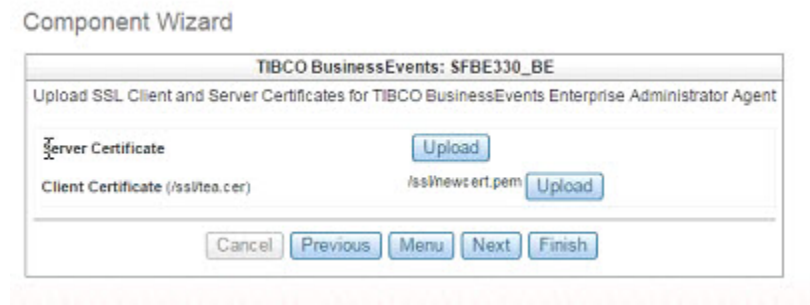 Component Wizard
TIBCO BusinessEvents: SFBE330_BE
Upload SSL Client and Server Certificates for TIBCO BusinessEvents Enterprise Administrator Agent
Server Certificate Upload
Client Certificate (/ssl/tea.cer) /ssl/newcert.pem Upload
Cancel Previous Menu Next Finish